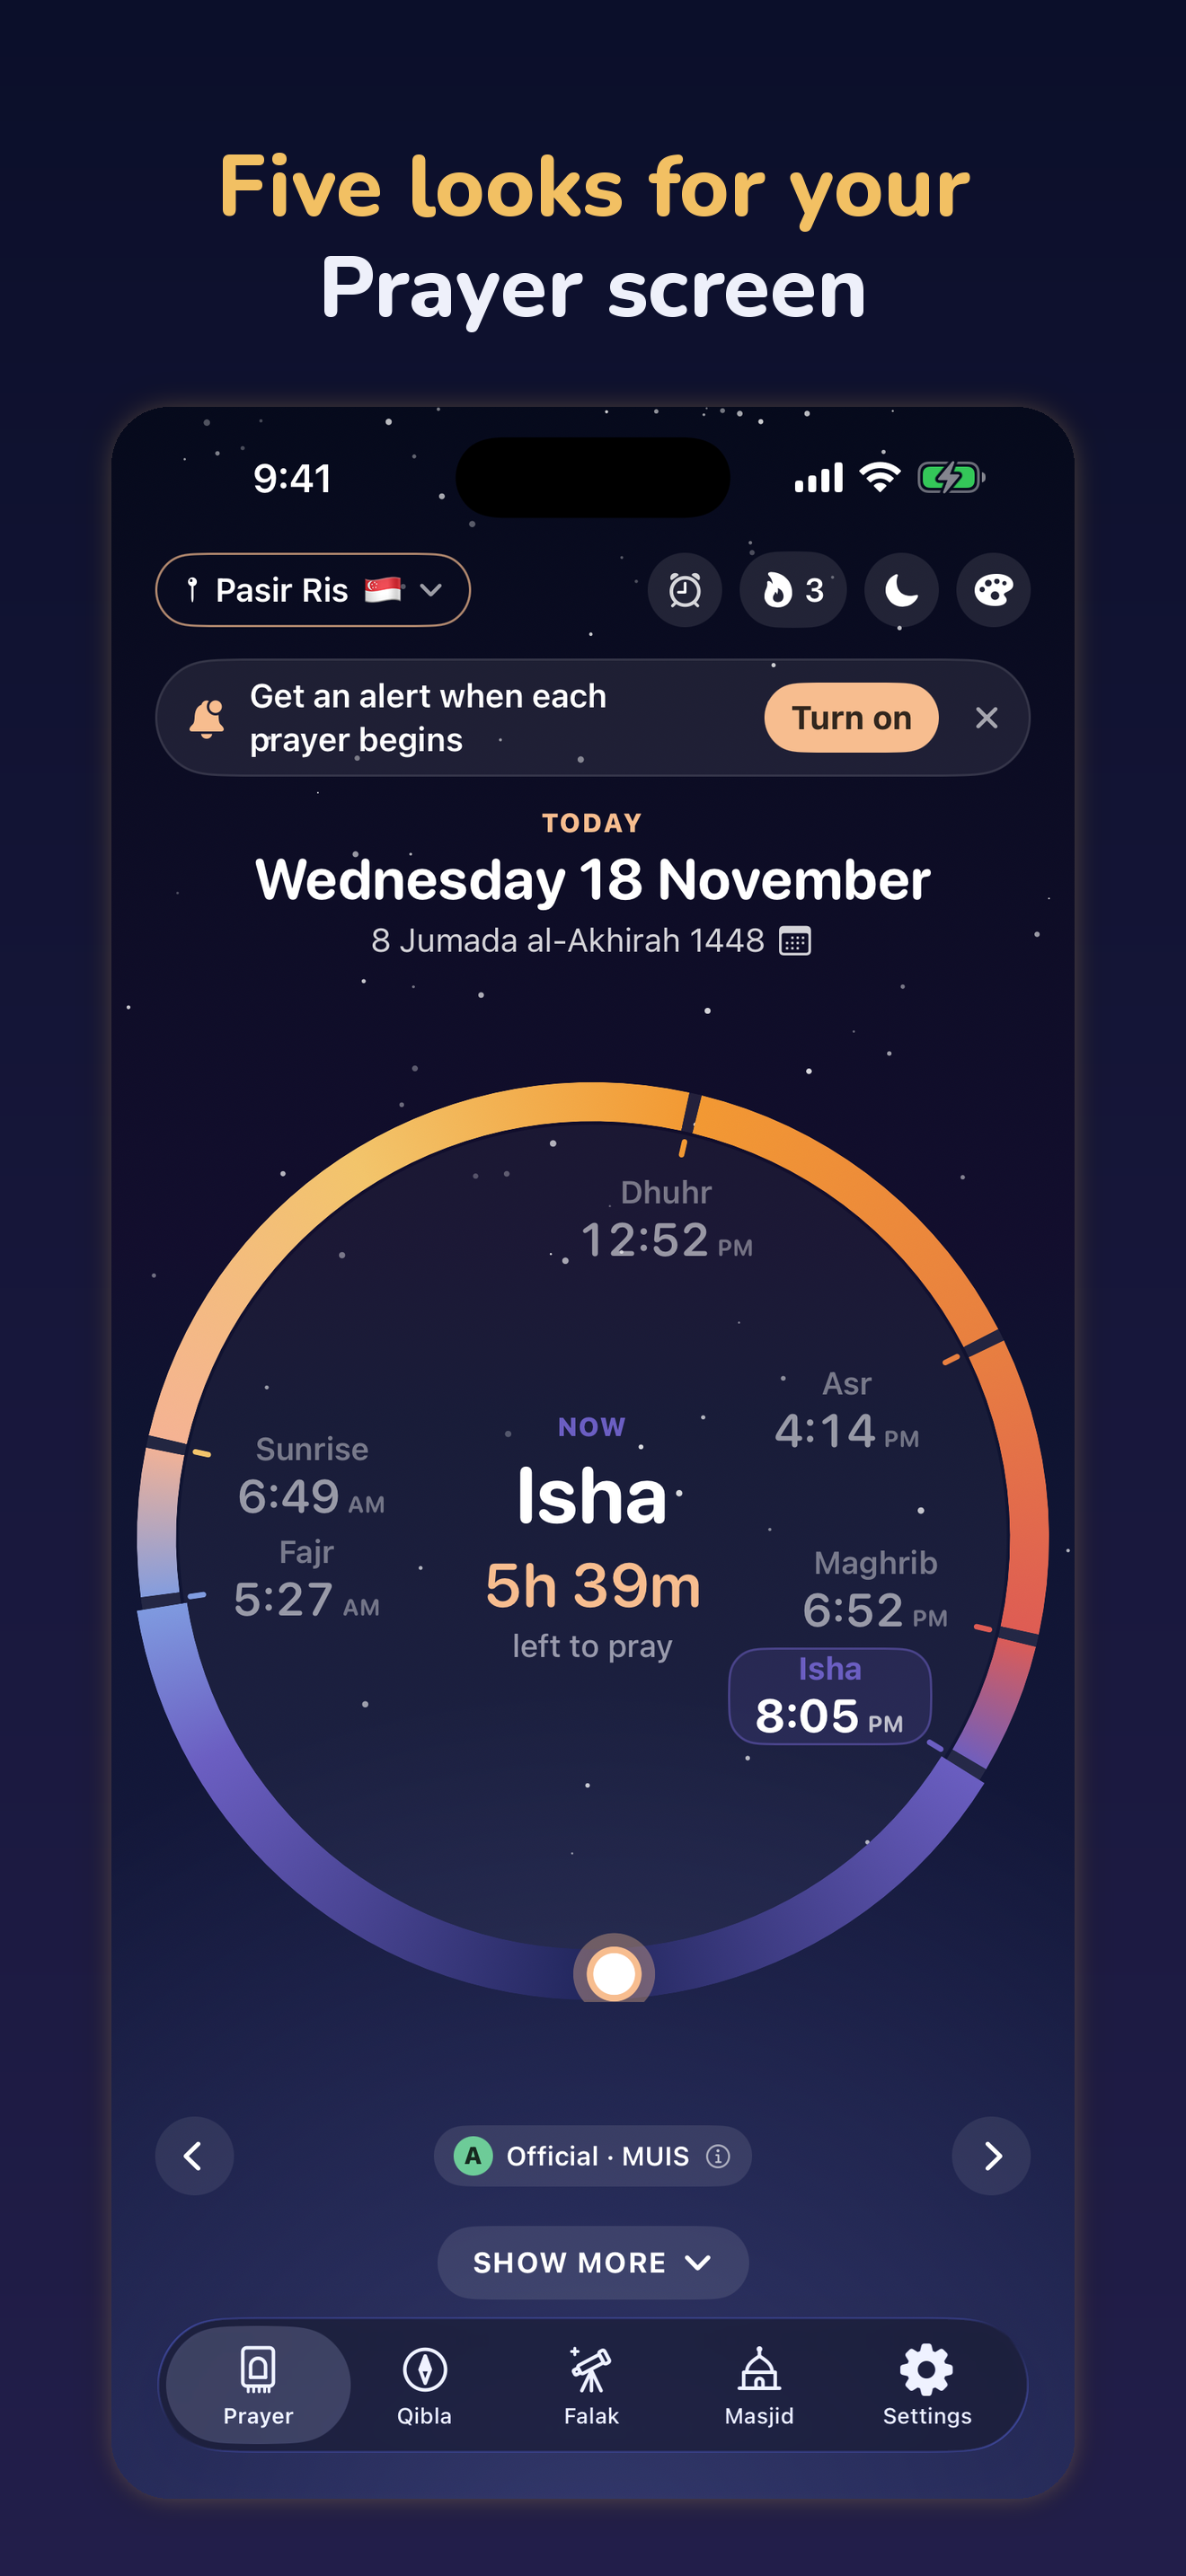 Five looks for your
Prayer screen
9:41
Pasir Ris
3
Get an alert when each
prayer begins
Turn on
TODAY
Wednesday 18 November
8 Jumada al-Akhirah 1448
Dhuhr
12:52 PM
Asr
4:14 PM
Sunrise
6:49 AM
Fajr
5:27 AM
NOW
Isha
5h 39m
left to pray
Maghrib
6:52 PM
Isha
8:05 PM
A Official · MUIS
SHOW MORE
Prayer
Qibla
Falak
Masjid
Settings